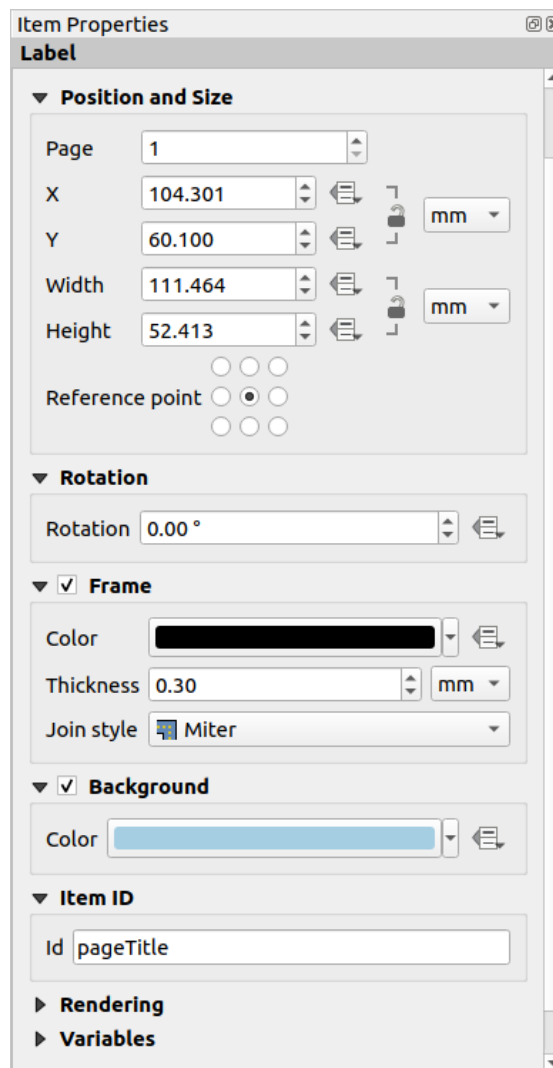 Item Properties
Label
Position and Size
Page 1
X 104.301
mm
Y 60.100
Width 111.464
mm
Height 52.413
Reference point
Rotation
Rotation 0.00 °
Frame
Color
Thickness 0.30 mm
Join style Miter
Background
Color
Item ID
Id pageTitle
Rendering
Variables